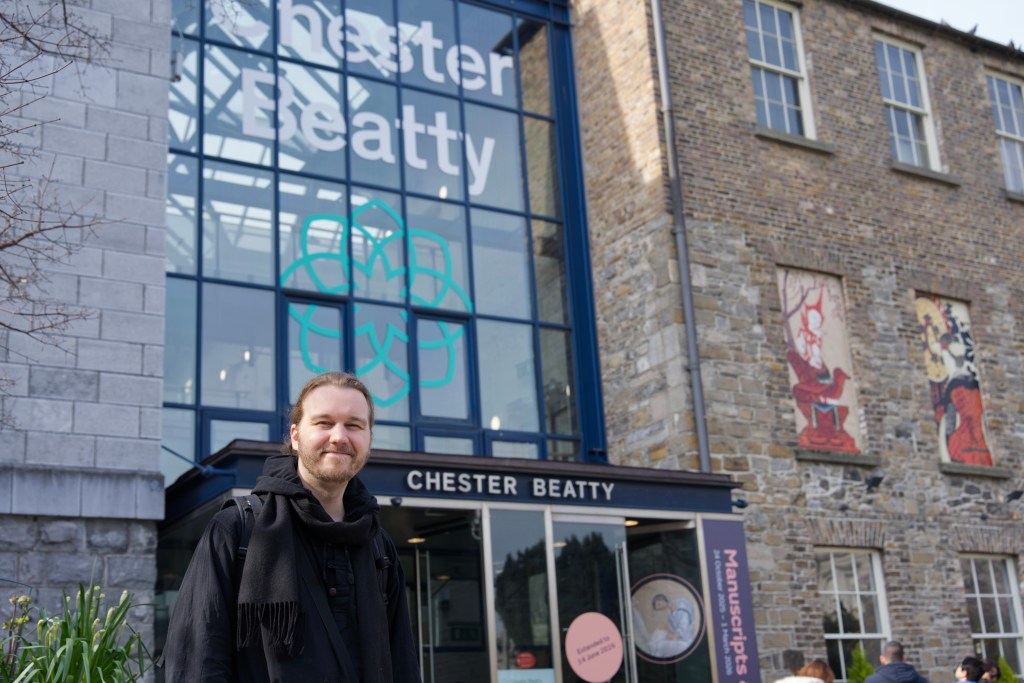 Chester
Beatty
CHESTER BEATTY
Manuscripts
24 October 2025 – 1 March 2026
Extended to
14 June 2026